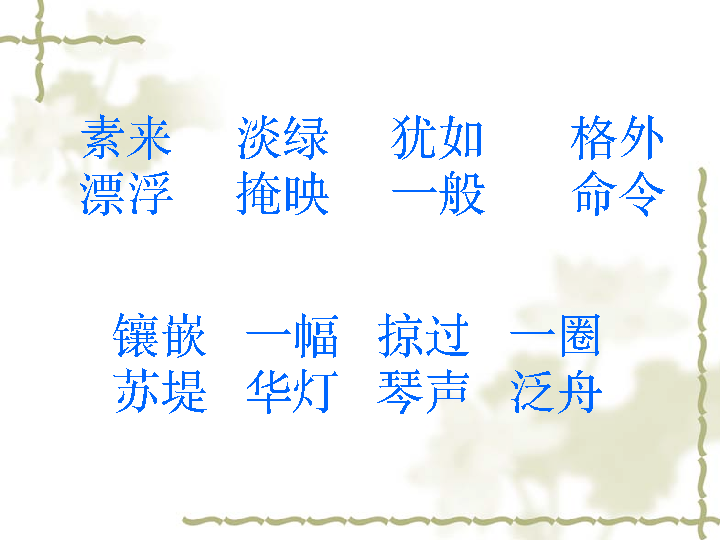 素来 淡绿 犹如 格外
漂浮 掩映 一般 命令
镶嵌 一幅 掠过 一圈
苏堤 华灯 琴声 泛舟